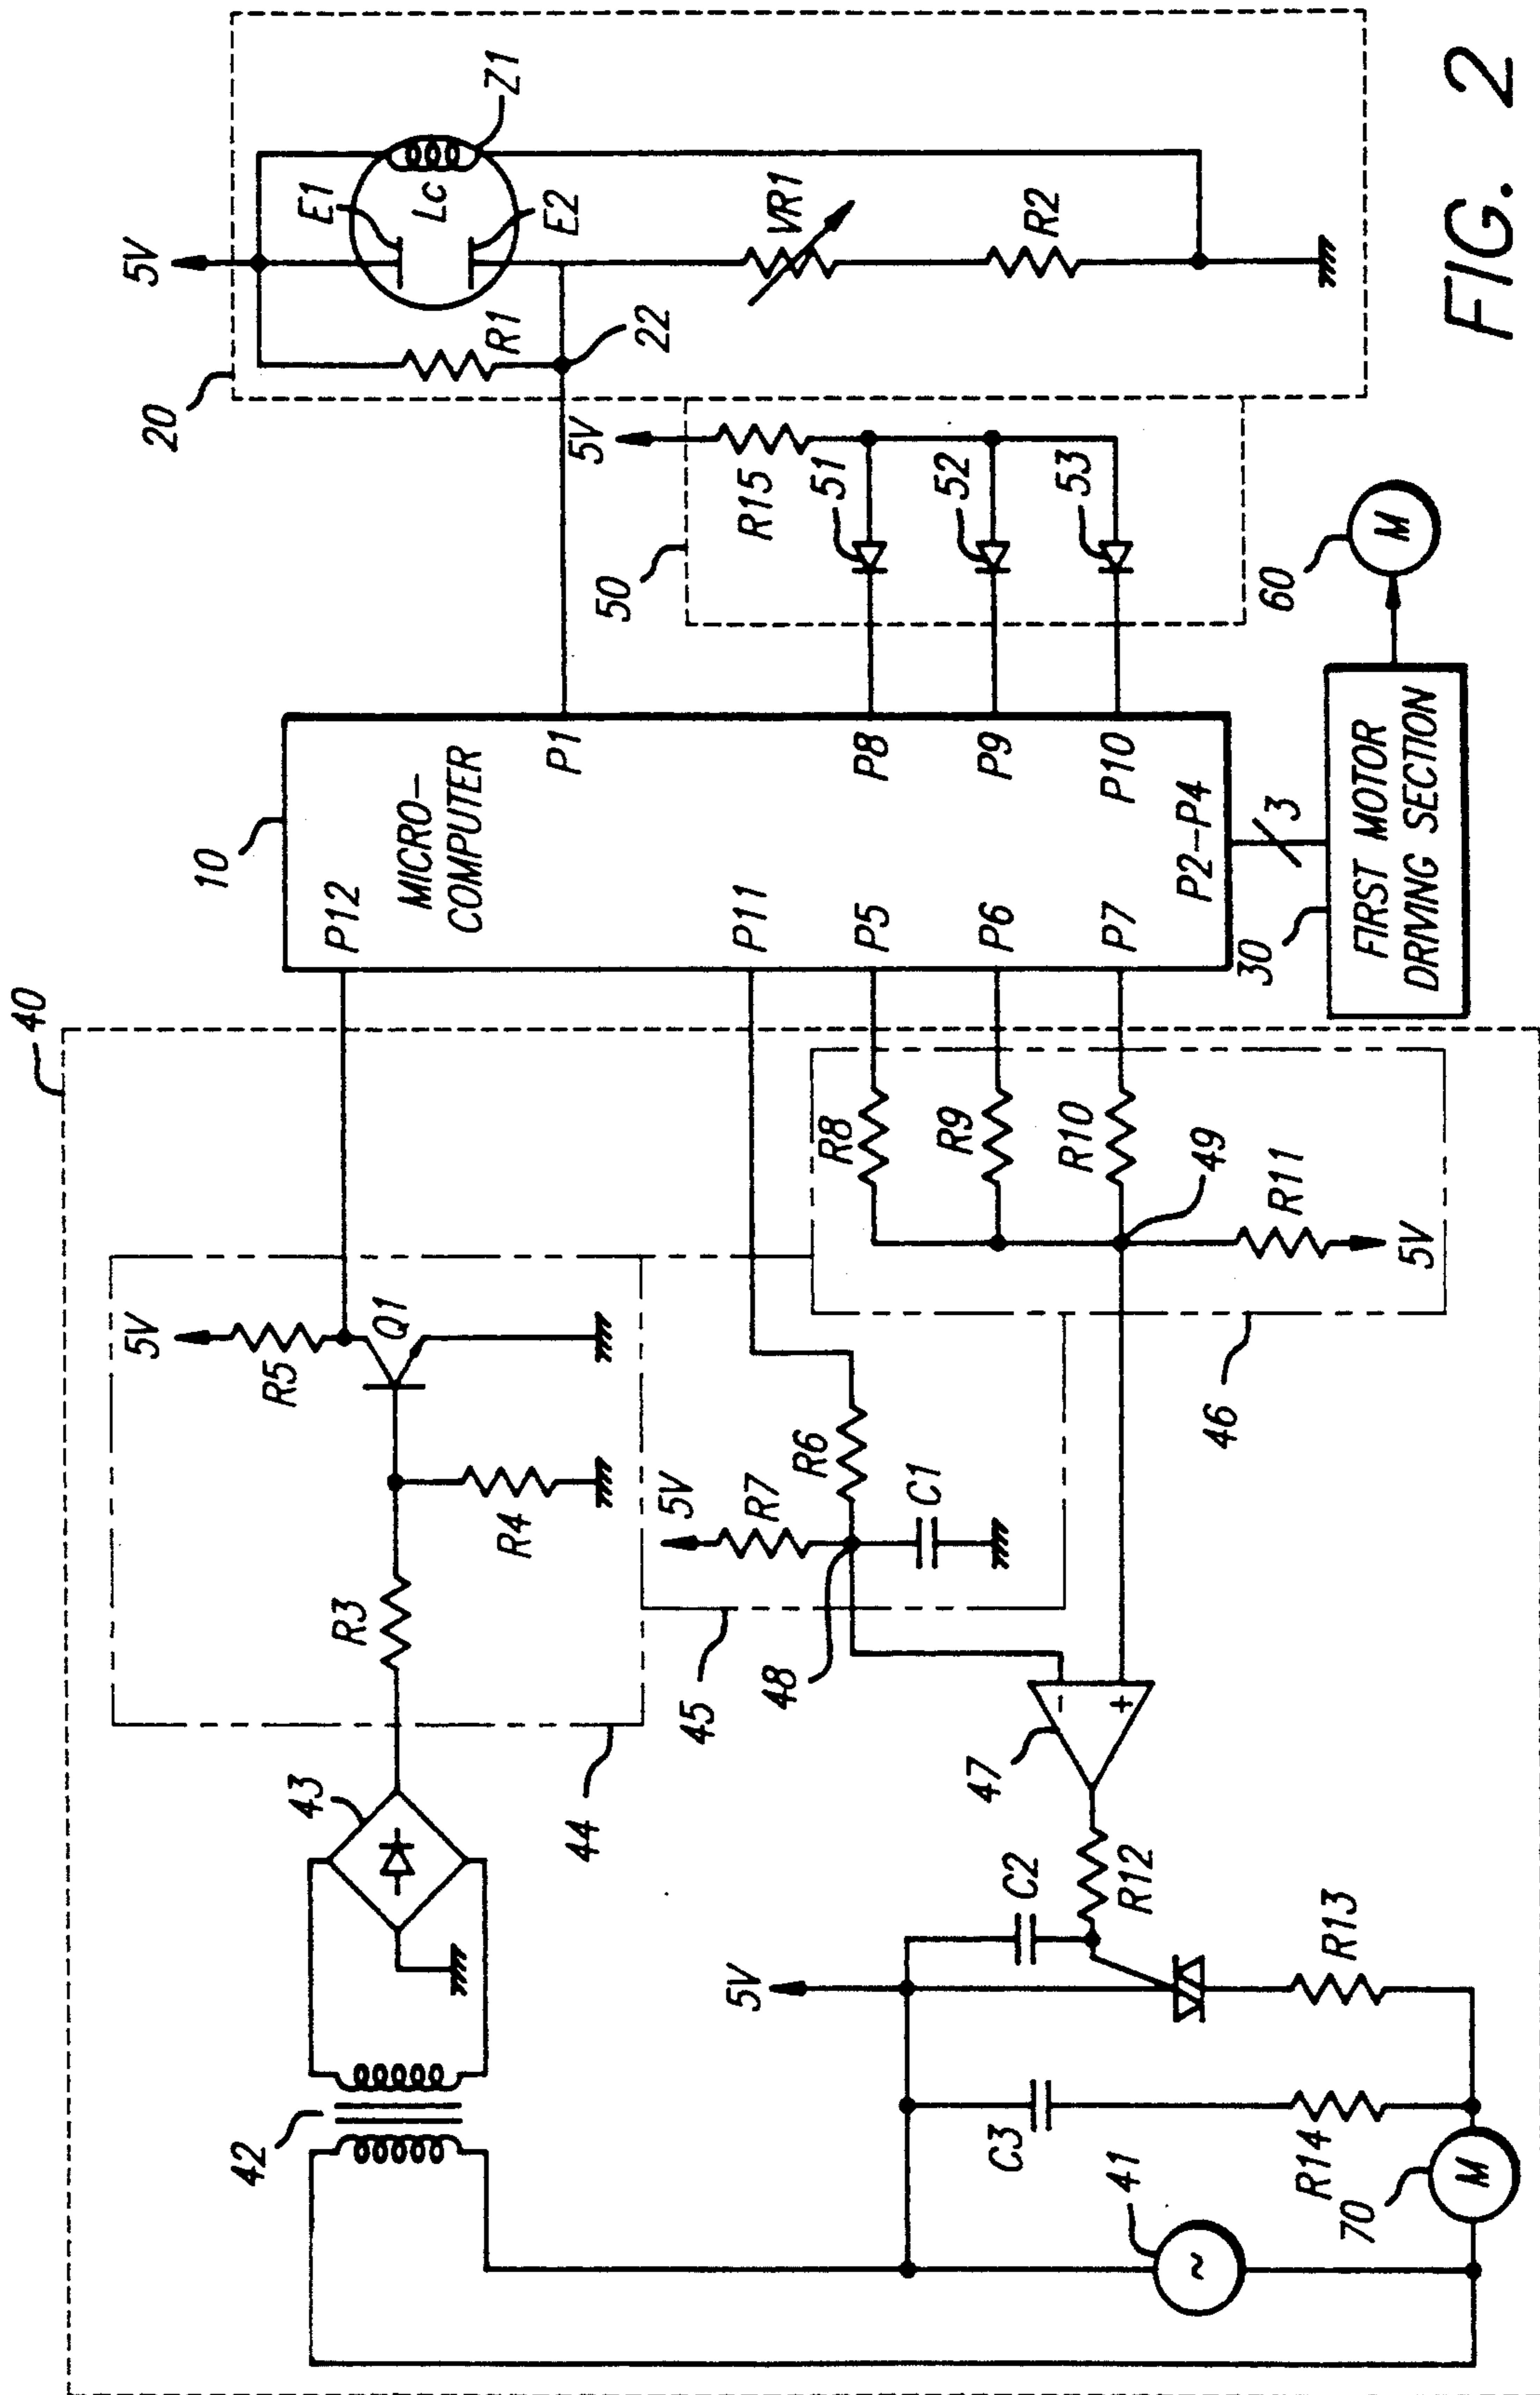 40
10
20
5V
E1
Lc
Z1
E2
R1
22
VR1
R2
P12
MICRO-
COMPUTER
P1
P11
P5
P8
P6
P9
P7
P10
P2-P4
3
50
5V
R15
51
52
53
30
FIRST MOTOR
DRIVING SECTION
60
M
42
43
44
R3
R4
5V
R5
Q1
45
5V
R7
R6
48
C1
46
R8
R9
R10
49
R11
5V
47
-
+
R12
C2
5V
C3
R13
R14
41
~
70
M
FIG. 2